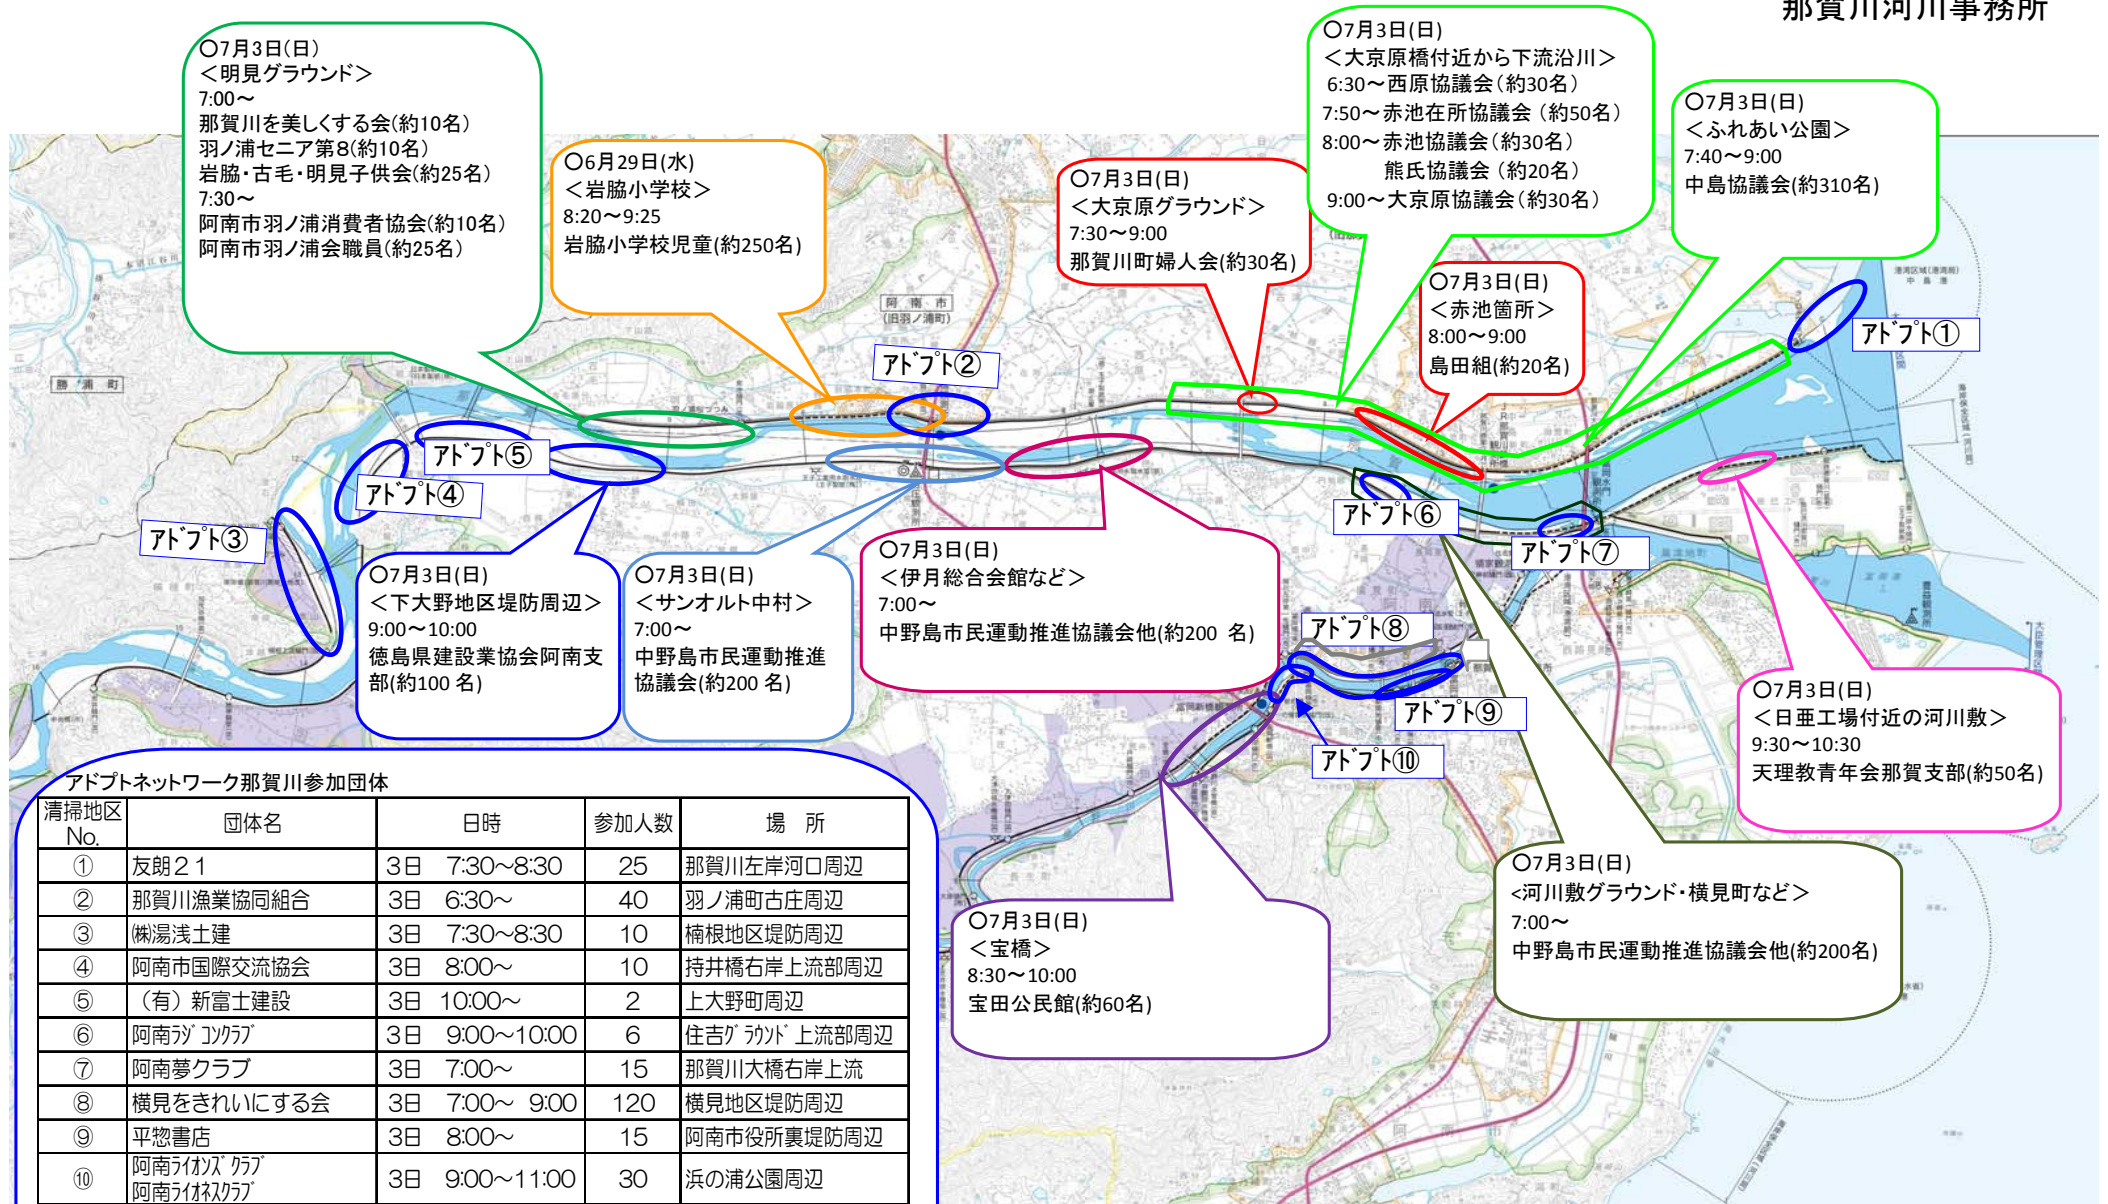 那賀川河川事務所
〇7月3日(日)
＜明見グラウンド＞
7:00～
那賀川を美しくする会(約10名)
羽ノ浦セニア第8(約10名)
岩脇・古毛・明見子供会(約25名)
7:30～
阿南市羽ノ浦消費者協会(約10名)
阿南市羽ノ浦会職員(約25名)
〇6月29日(水)
＜岩脇小学校＞
8:20～9:25
岩脇小学校児童(約250名)
〇7月3日(日)
＜大京原グラウンド＞
7:30～9:00
那賀川町婦人会(約30名)
〇7月3日(日)
＜大京原橋付近から下流沿川＞
6:30～西原協議会(約30名)
7:50～赤池在所協議会 (約50名)
8:00～赤池協議会(約30名)
熊氏協議会 (約20名)
9:00～大京原協議会(約30名)
〇7月3日(日)
＜ふれあい公園＞
7:40～9:00
中島協議会(約310名)
〇7月3日(日)
＜赤池箇所＞
8:00～9:00
島田組(約20名)
阿南市
(旧羽ノ浦町)
勝浦町
アドプト①
アドプト②
アドプト③
アドプト④
アドプト⑤
アドプト⑥
アドプト⑦
アドプト⑧
アドプト⑨
アドプト⑩
〇7月3日(日)
＜下大野地区堤防周辺＞
9:00～10:00
徳島県建設業協会阿南支
部(約100 名)
〇7月3日(日)
＜サンオルト中村＞
7:00～
中野島市民運動推進
協議会(約200 名)
〇7月3日(日)
＜伊月総合会館など＞
7:00～
中野島市民運動推進協議会他(約200 名)
〇7月3日(日)
＜日亜工場付近の河川敷＞
9:30～10:30
天理教青年会那賀支部(約50名)
〇7月3日(日)
<河川敷グラウンド・横見町など＞
7:00～
中野島市民運動推進協議会他(約200名)
〇7月3日(日)
＜宝橋＞
8:30～10:00
宝田公民館(約60名)
アドプトネットワーク那賀川参加団体
清掃地区No. 団体名 日時 参加人数 場 所
① 友朗２１ 3日 7:30～8:30 25 那賀川左岸河口周辺
② 那賀川漁業協同組合 3日 6:30～ 40 羽ノ浦町古庄周辺
③ ㈱湯浅土建 3日 7:30～8:30 10 楠根地区堤防周辺
④ 阿南市国際交流協会 3日 8:00～ 10 持井橋右岸上流部周辺
⑤ （有）新富士建設 3日 10:00～ 2 上大野町周辺
⑥ 阿南ﾗｼﾞｺﾝｸﾗﾌﾞ 3日 9:00～10:00 6 住吉ｸﾞﾗｳﾝﾄﾞ上流部周辺
⑦ 阿南夢クラブ 3日 7:00～ 15 那賀川大橋右岸上流
⑧ 横見をきれいにする会 3日 7:00～ 9:00 120 横見地区堤防周辺
⑨ 平惣書店 3日 8:00～ 15 阿南市役所裏堤防周辺
⑩ 阿南ﾗｲｵﾝｽﾞｸﾗﾌﾞ 阿南ﾗｲｵﾈｽｸﾗﾌﾞ 3日 9:00～11:00 30 浜の浦公園周辺